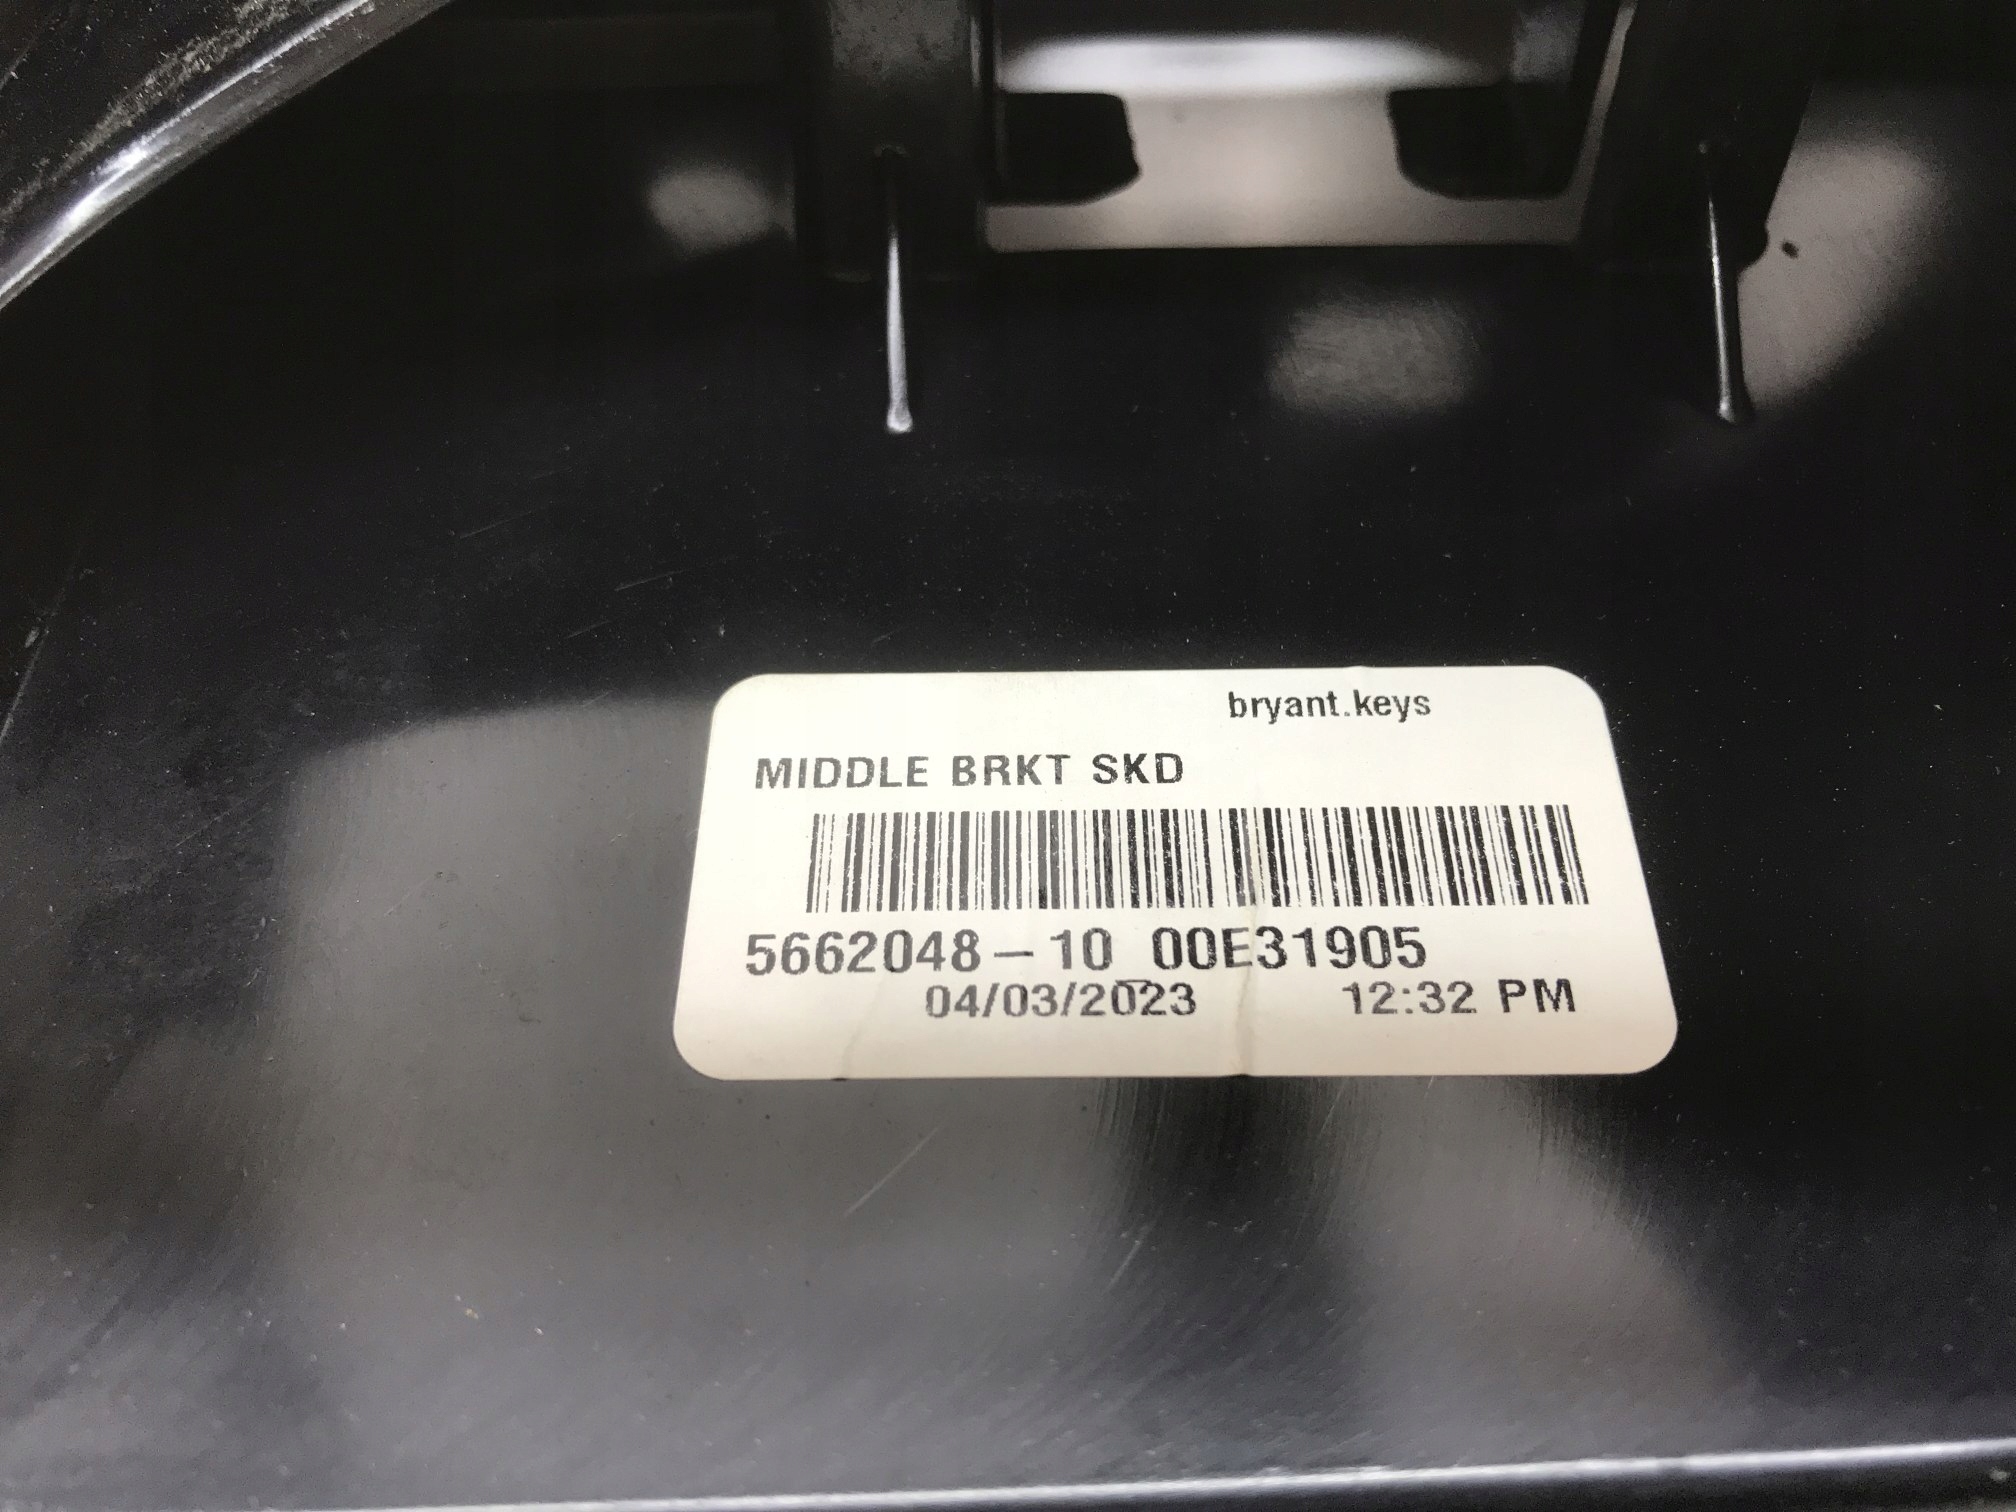 bryant.keys
MIDDLE BRKT SKD
5662048-10 00E31905
04/03/2023 12:32 PM